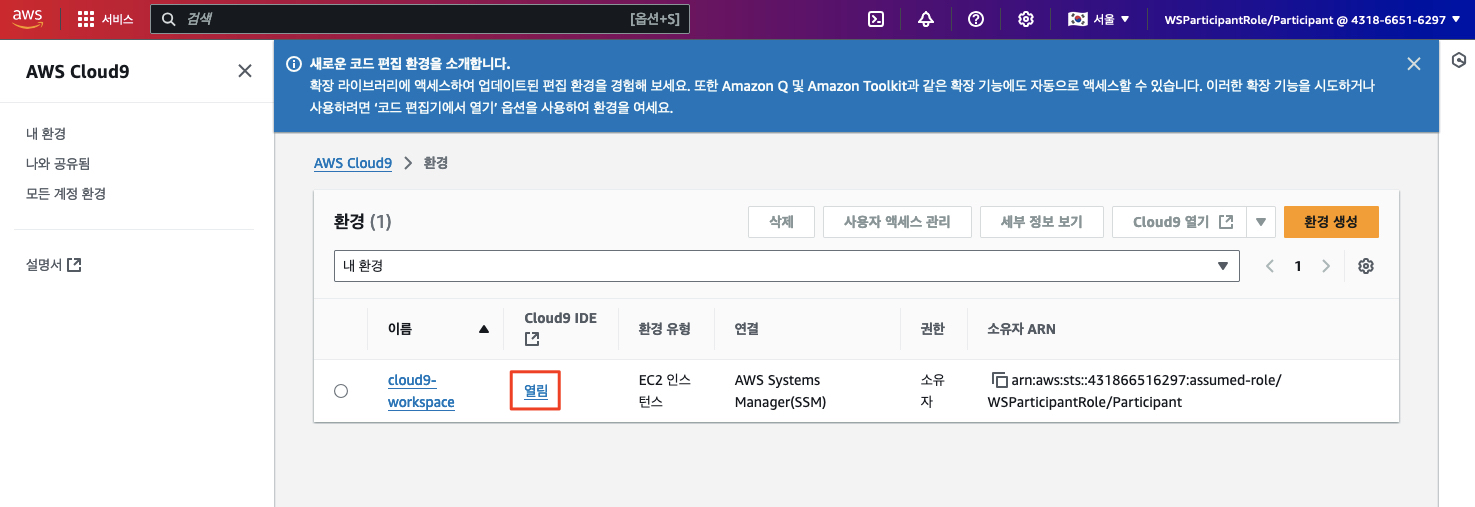 aws
서비스
검색
[옵션+S]
서울
WSParticipantRole/Participant @ 4318-6651-6297
AWS Cloud9
내 환경
나와 공유됨
모든 계정 환경
설명서
새로운 코드 편집 환경을 소개합니다.
확장 라이브러리에 액세스하여 업데이트된 편집 환경을 경험해 보세요. 또한 Amazon Q 및 Amazon Toolkit과 같은 확장 기능에도 자동으로 액세스할 수 있습니다. 이러한 확장 기능을 시도하거나
사용하려면 ‘코드 편집기에서 열기’ 옵션을 사용하여 환경을 여세요.
AWS Cloud9
환경
환경 (1)
삭제
사용자 액세스 관리
세부 정보 보기
Cloud9 열기
환경 생성
내 환경
1
이름
Cloud9 IDE
환경 유형
연결
권한
소유자 ARN
cloud9-
workspace
열림
EC2 인스
턴스
AWS Systems
Manager(SSM)
소유
자
arn:aws:sts::431866516297:assumed-role/
WSParticipantRole/Participant